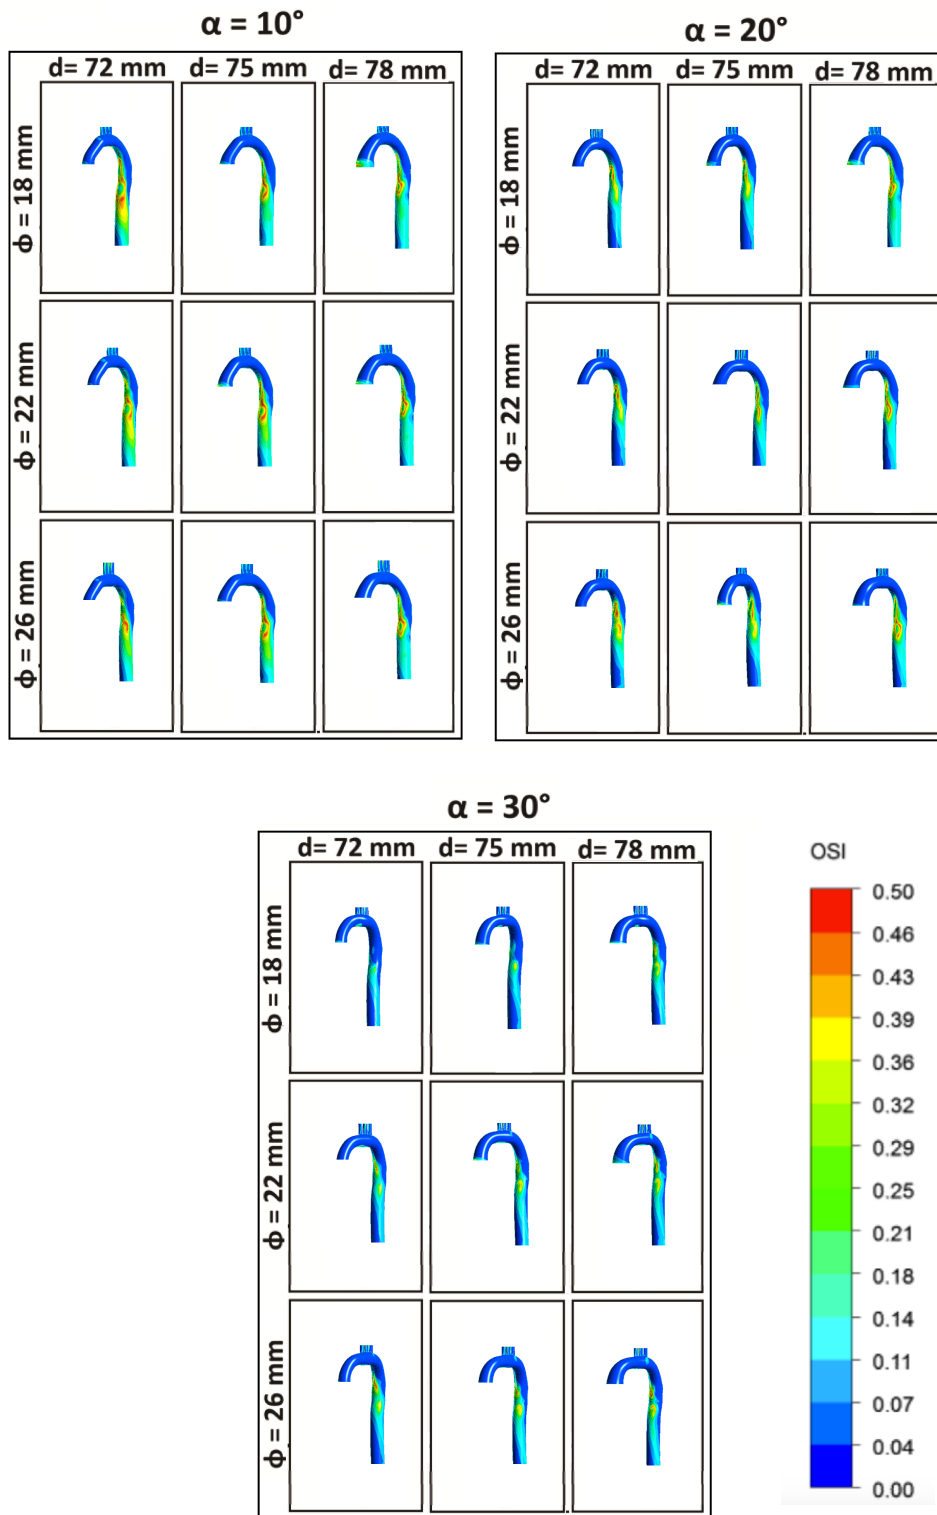 α = 10°
d= 72 mm d= 75 mm d= 78 mm
ϕ = 18 mm
ϕ = 22 mm
ϕ = 26 mm
α = 20°
d= 72 mm d= 75 mm d= 78 mm
ϕ = 18 mm
ϕ = 22 mm
ϕ = 26 mm
α = 30°
d= 72 mm d= 75 mm d= 78 mm
ϕ = 18 mm
ϕ = 22 mm
ϕ = 26 mm
OSI
0.50
0.46
0.43
0.39
0.36
0.32
0.29
0.25
0.21
0.18
0.14
0.11
0.07
0.04
0.00